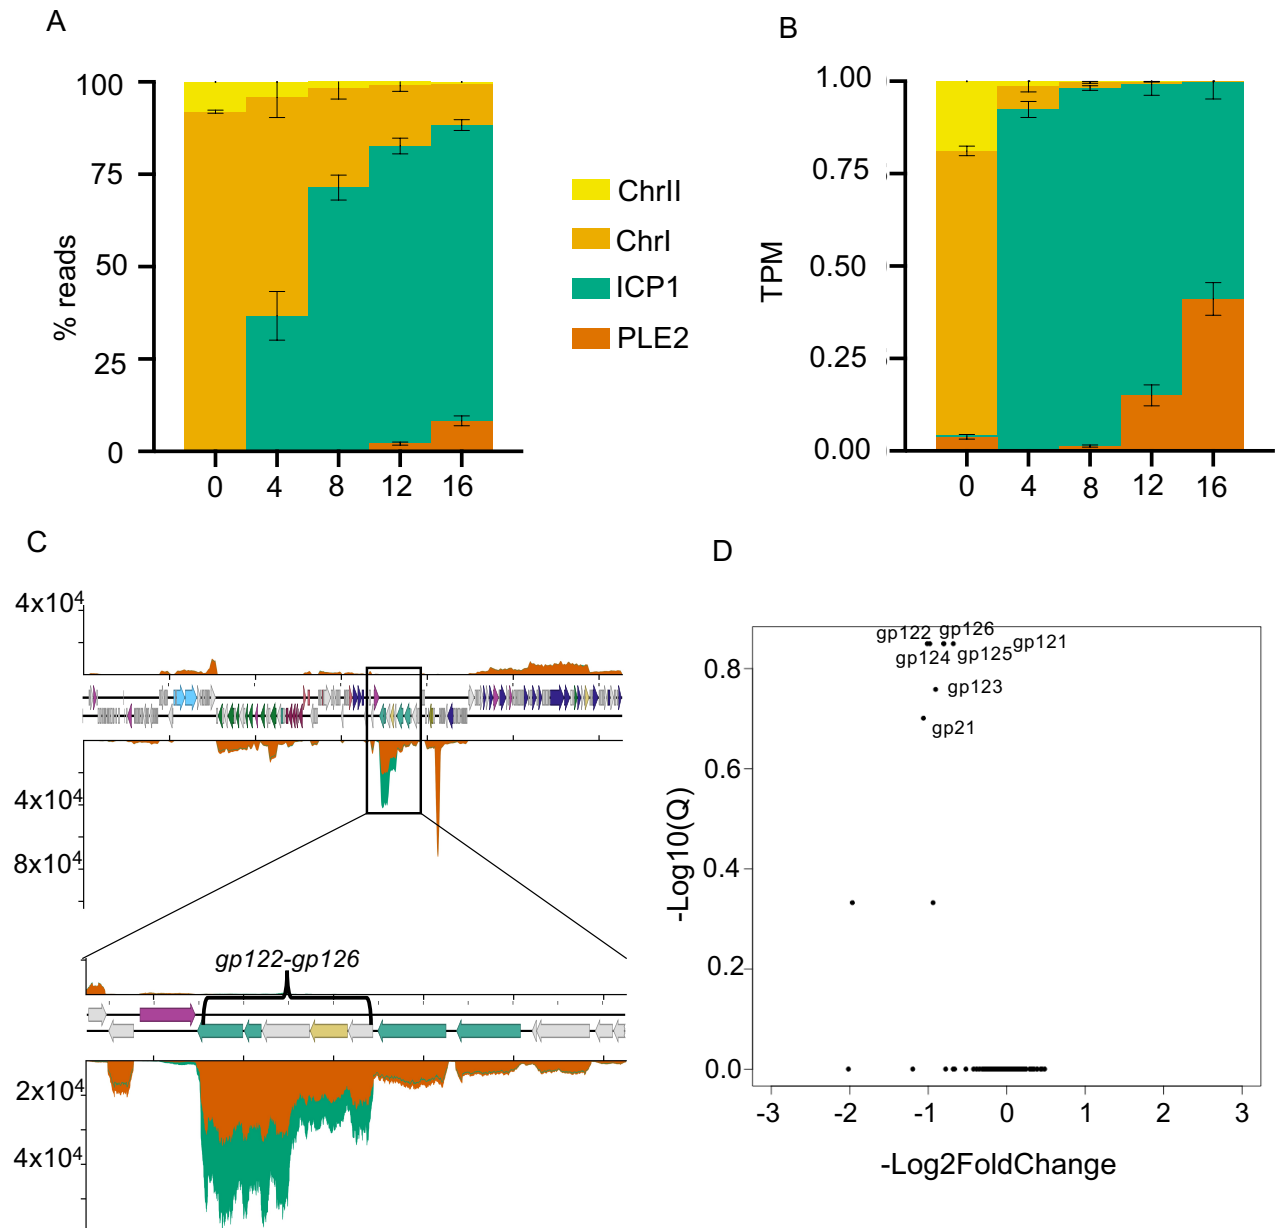 A
100
75
50
25
0
% reads
0 4 8 12 16
ChrII
ChrI
ICP1
PLE2
B
1.00
0.75
0.50
0.25
0.00
TPM
0 4 8 12 16
C
4x10⁴
4x10⁴
8x10⁴
gp122-gp126
2x10⁴
4x10⁴
D
gp122 gp126 gp121
gp124 gp125
gp123
gp21
0.8
0.6
0.4
0.2
0.0
-Log10(Q)
-3 -2 -1 0 1 2 3
-Log2FoldChange